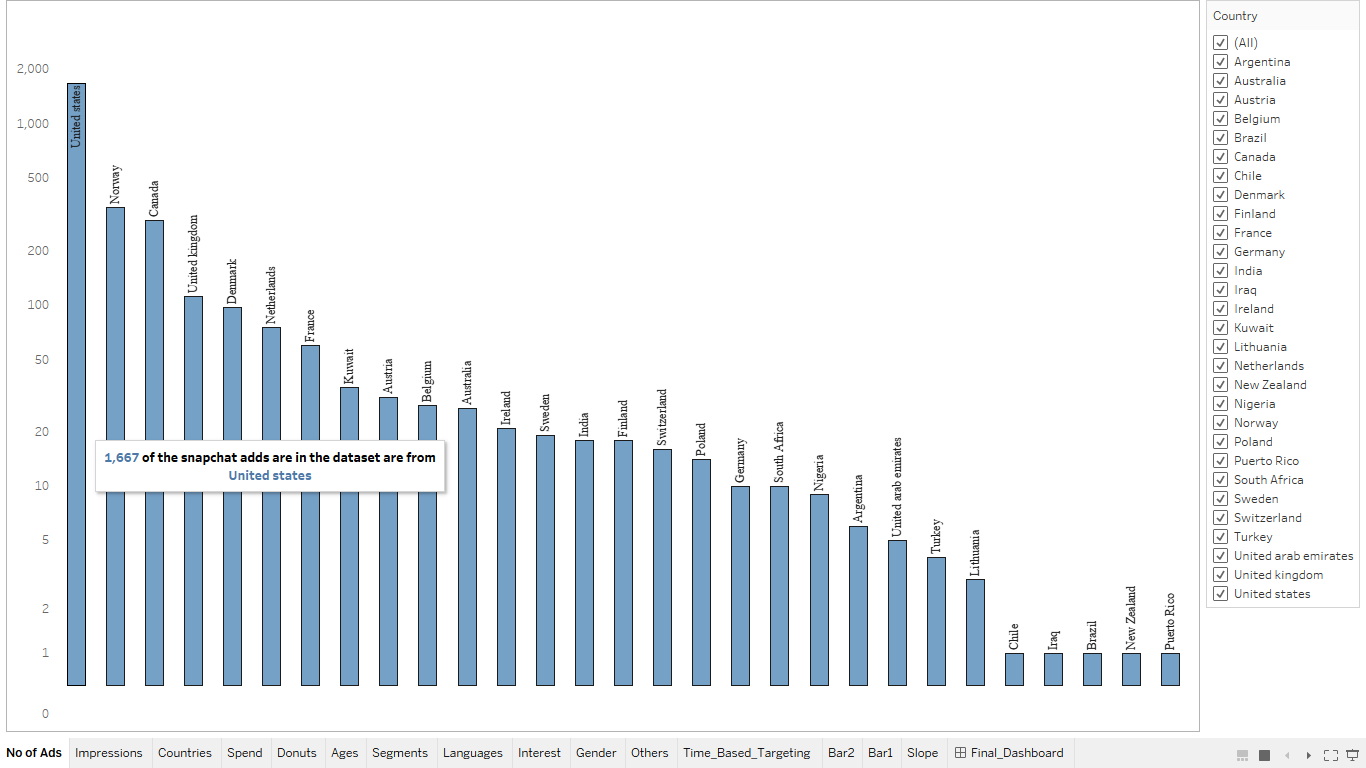 Country
(All)
Argentina
Australia
Austria
Belgium
Brazil
Canada
Chile
Denmark
Finland
France
Germany
India
Iraq
Ireland
Kuwait
Lithuania
Netherlands
New Zealand
Nigeria
Norway
Poland
Puerto Rico
South Africa
Sweden
Switzerland
Turkey
United arab emirates
United kingdom
United states
2,000
1,000
500
200
100
50
20
10
5
2
1
0
United states
Norway
Canada
United kingdom
Denmark
Netherlands
France
Kuwait
Austria
Belgium
Australia
Ireland
Sweden
India
Finland
Switzerland
Poland
Germany
South Africa
Nigeria
Argentina
United arab emirates
Turkey
Lithuania
Chile
Iraq
Brazil
New Zealand
Puerto Rico
1,667 of the snapchat adds are in the dataset are from
United states
No of Ads Impressions Countries Spend Donuts Ages Segments Languages Interest Gender Others Time_Based_Targeting Bar2 Bar1 Slope Final_Dashboard